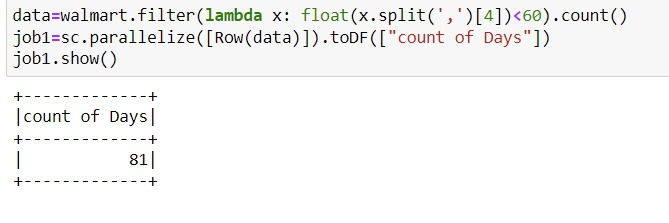 data=walmart.filter(lambda x: float(x.split(',')[4])<60).count()
job1=sc.parallelize([Row(data)]).toDF(["count of Days"])
job1.show()
+-------------+
|count of Days|
+-------------+
|           81|
+-------------+